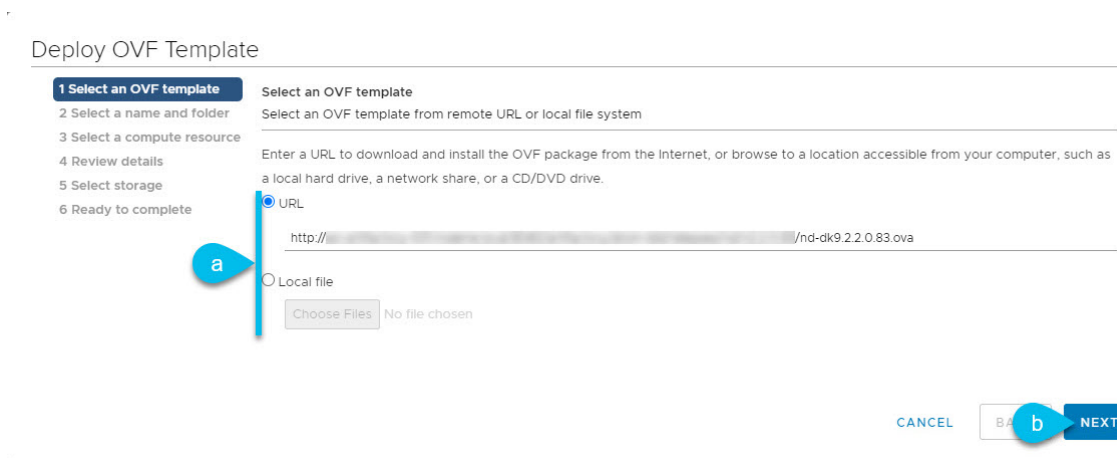 Deploy OVF Template
1 Select an OVF template
2 Select a name and folder
3 Select a compute resource
4 Review details
5 Select storage
6 Ready to complete
Select an OVF template
Select an OVF template from remote URL or local file system
Enter a URL to download and install the OVF package from the Internet, or browse to a location accessible from your computer, such as
a local hard drive, a network share, or a CD/DVD drive.
URL
http:// /nd-dk9.2.2.0.83.ova
a
Local file
Choose Files No file chosen
CANCEL
b
NEXT